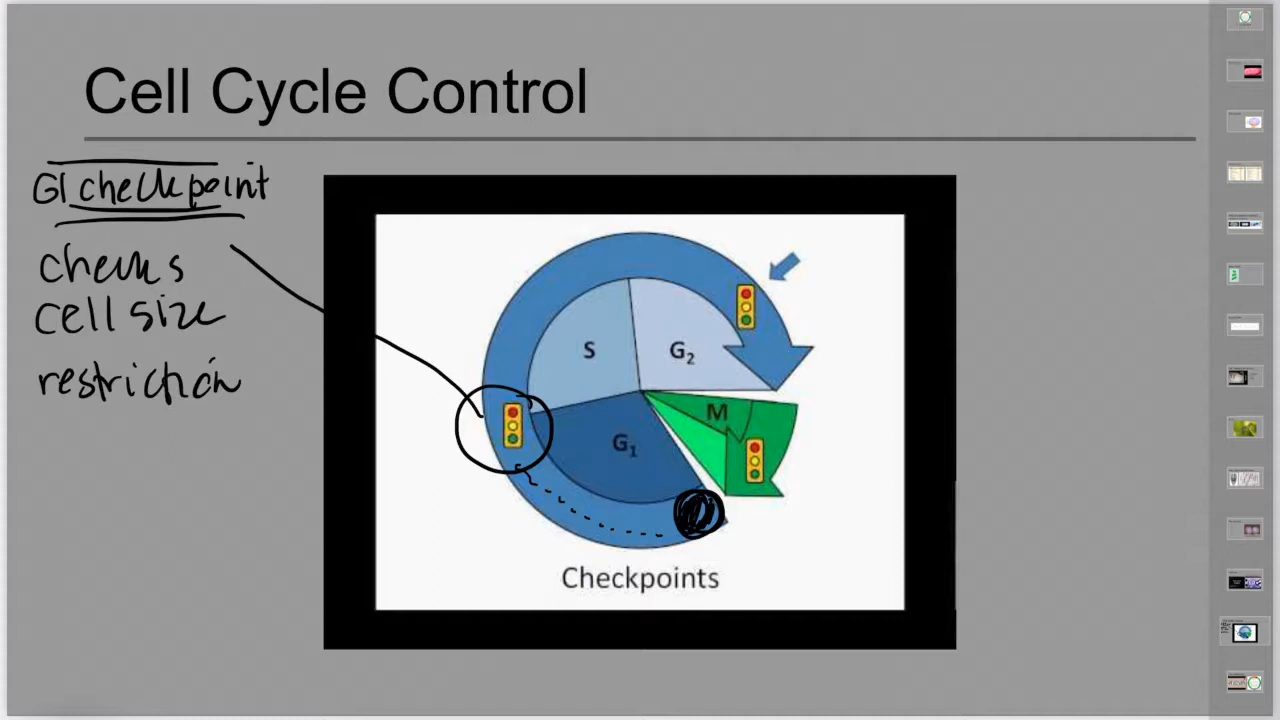 Cell Cycle Control
G1 checkpoint
checks
cell size
restriction
S
G₂
M
G₁
Checkpoints